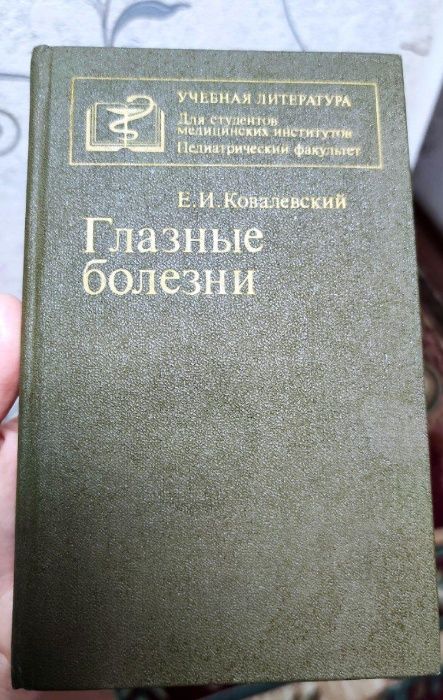 УЧЕБНАЯ ЛИТЕРАТУРА
Для студентов
медицинских институтов
Педиатрический факультет
Е.И.Ковалевский
Глазные
болезни